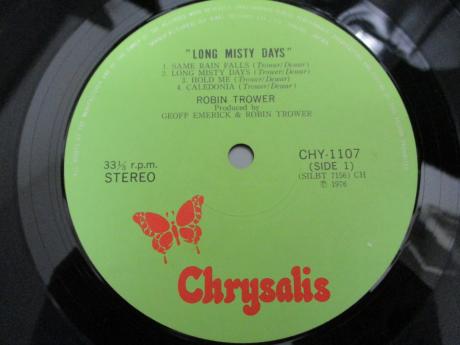 "LONG MISTY DAYS"
1. SAME RAIN FALLS (Trower/Dewar)
2. LONG MISTY DAYS (Trower/Dewar)
3. HOLD ME (Trower/Dewar)
4. CALEDONIA (Trower/Dewar)
ROBIN TROWER
Produced by
GEOFF EMERICK & ROBIN TROWER
33⅓ r.p.m.
STEREO
CHY-1107
(SIDE 1)
(SILBT 7156) CH
Ⓟ 1976
Chrysalis